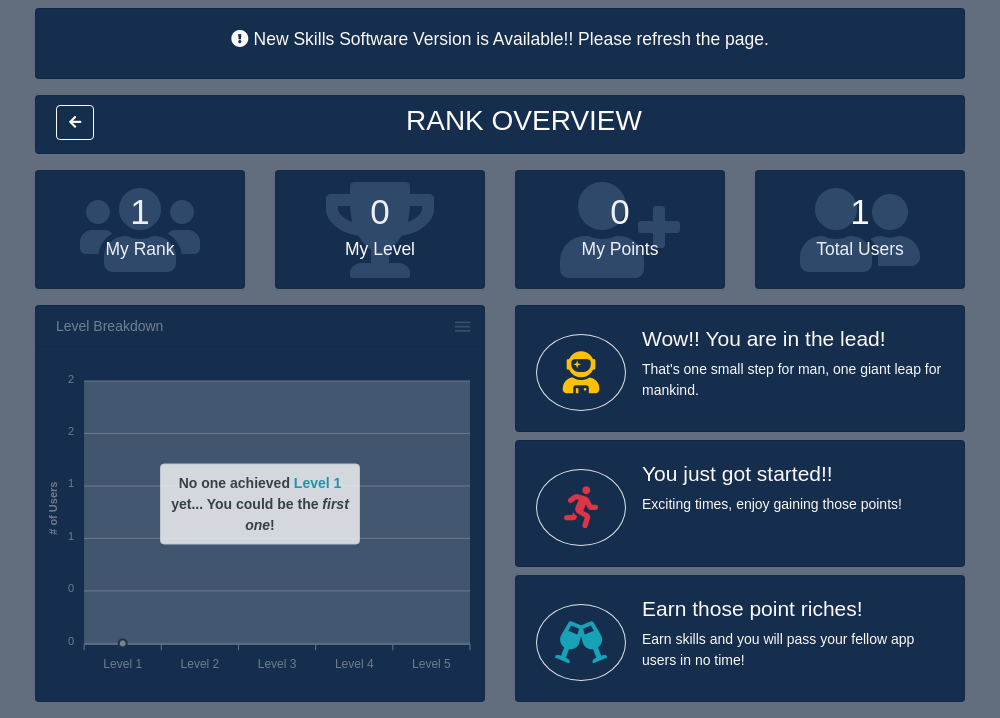 New Skills Software Version is Available!! Please refresh the page.
RANK OVERVIEW
1
My Rank
0
My Level
0
My Points
1
Total Users
Level Breakdown
2
2
1
1
0
0
# of Users
No one achieved Level 1
yet... You could be the first
one!
Level 1
Level 2
Level 3
Level 4
Level 5
Wow!! You are in the lead!
That's one small step for man, one giant leap for
mankind.
You just got started!!
Exciting times, enjoy gaining those points!
Earn those point riches!
Earn skills and you will pass your fellow app
users in no time!